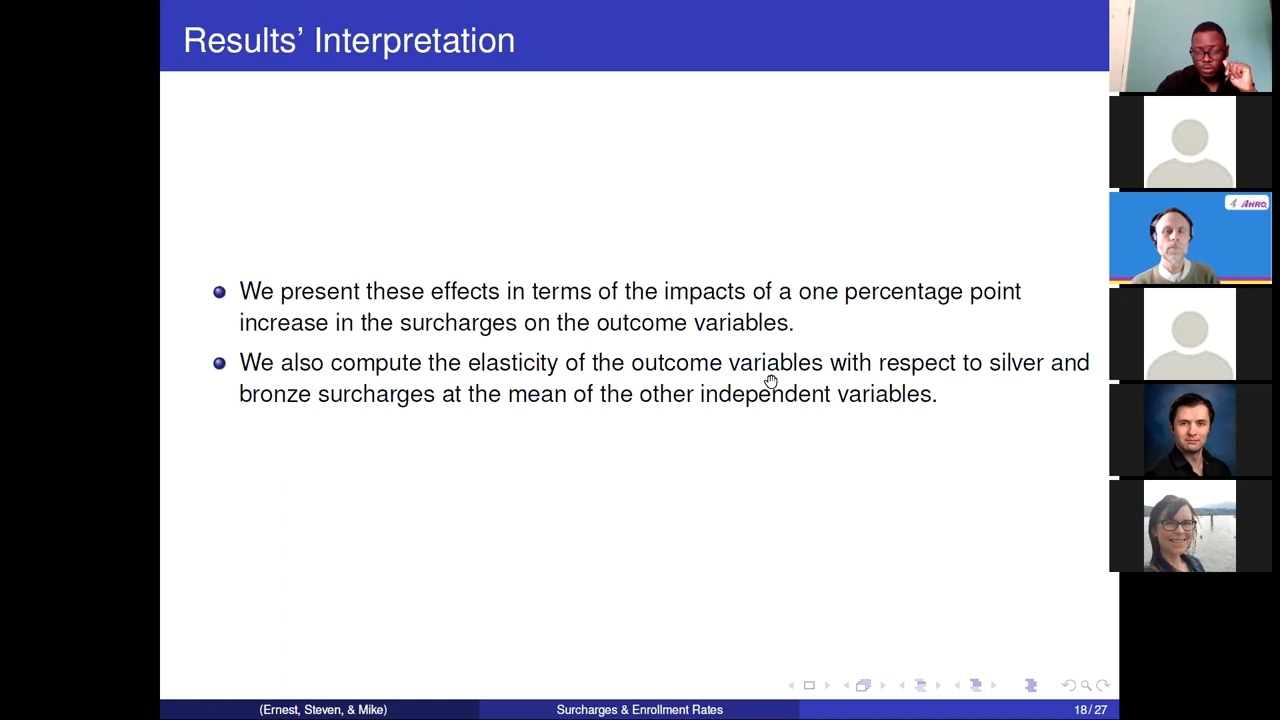 Results’ Interpretation
We present these effects in terms of the impacts of a one percentage point
increase in the surcharges on the outcome variables.
We also compute the elasticity of the outcome variables with respect to silver and
bronze surcharges at the mean of the other independent variables.
(Ernest, Steven, & Mike)
Surcharges & Enrollment Rates
18 / 27
AHRQ